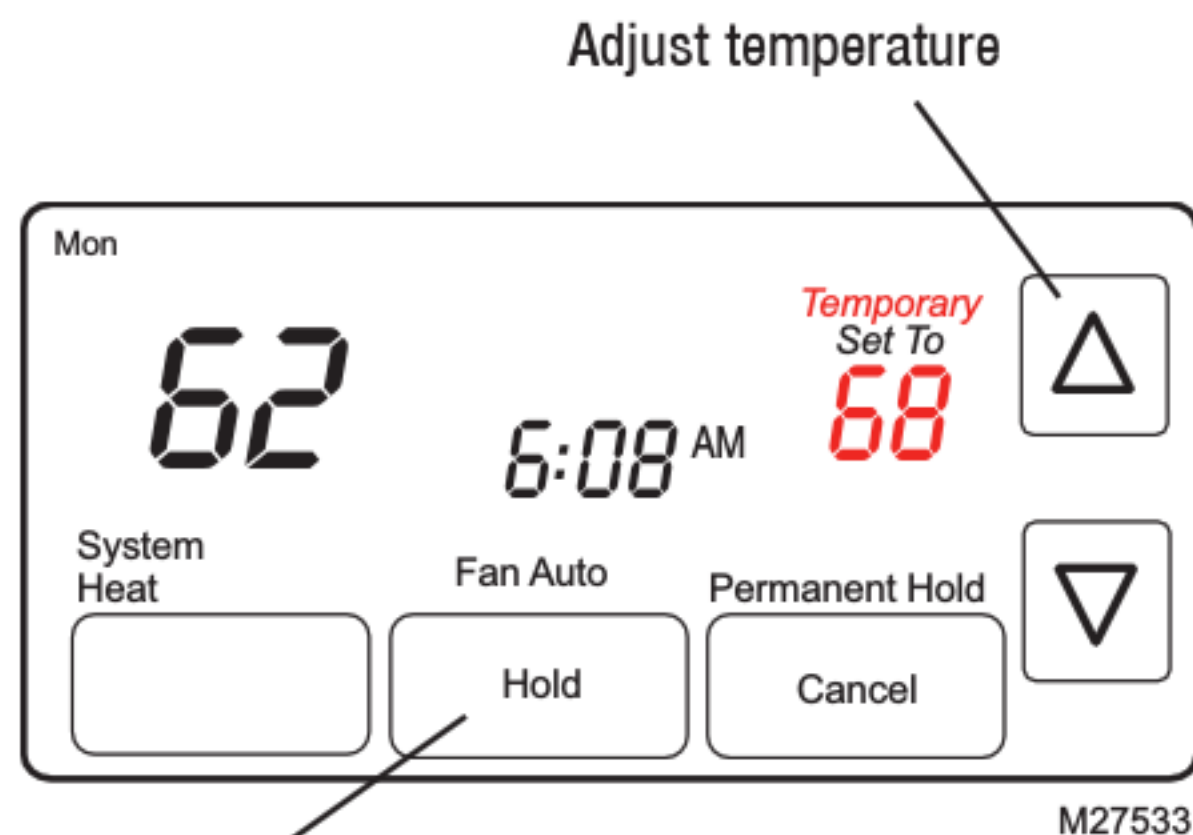 Adjust temperature
Mon
Temporary
Set To
62
68
6:08 AM
System
Heat
Fan Auto
Permanent Hold
Hold
Cancel
M27533